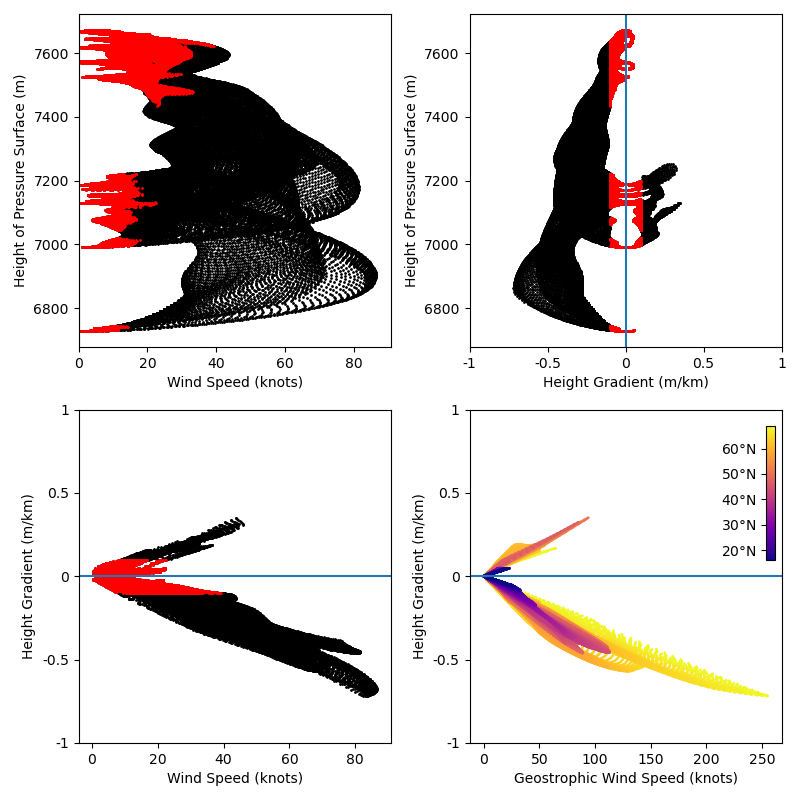 Height of Pressure Surface (m)
7600
7400
7200
7000
6800
0 20 40 60 80
Wind Speed (knots)
Height of Pressure Surface (m)
7600
7400
7200
7000
6800
-1 -0.5 0 0.5 1
Height Gradient (m/km)
Height Gradient (m/km)
1
0.5
0
-0.5
-1
0 20 40 60 80
Wind Speed (knots)
Height Gradient (m/km)
1
0.5
0
-0.5
-1
60°N
50°N
40°N
30°N
20°N
0 50 100 150 200 250
Geostrophic Wind Speed (knots)